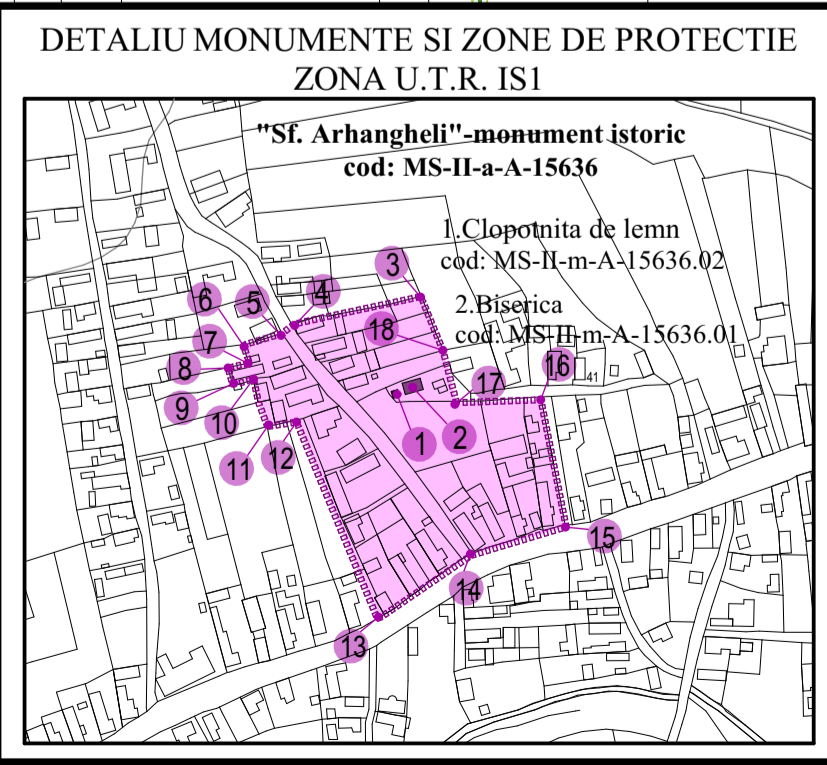 DETALIU MONUMENTE SI ZONE DE PROTECTIE
ZONA U.T.R. IS1
"Sf. Arhangheli"-monument istoric
cod: MS-II-a-A-15636
1.Clopotnita de lemn
cod: MS-II-m-A-15636.02
2.Biserica
cod: MS-II-m-A-15636.01
3
4
5
6
18
7
8
16
41
9
17
10
1
2
11
12
15
14
13